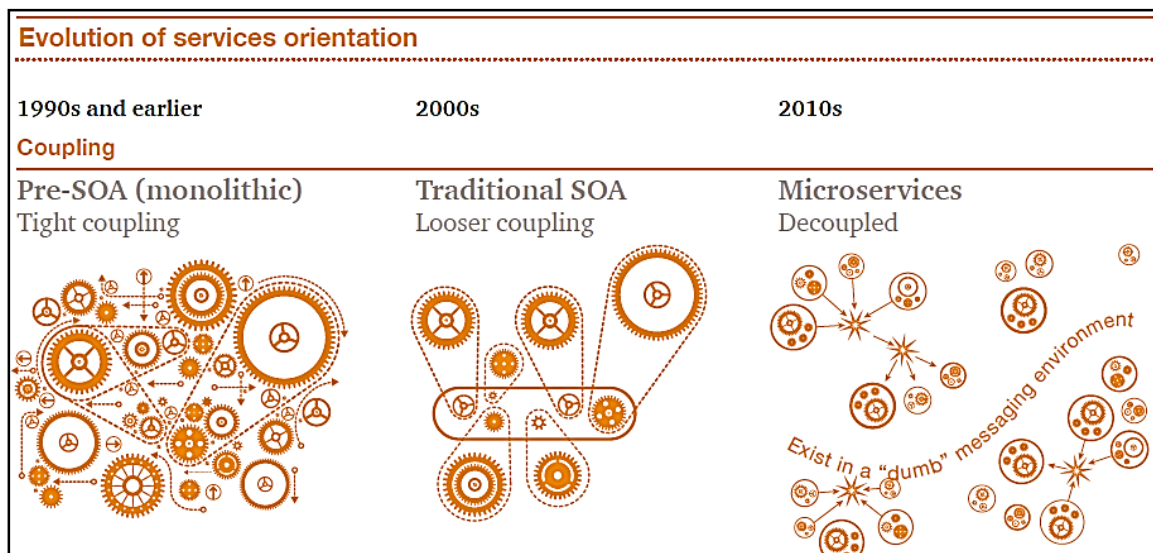 Evolution of services orientation
1990s and earlier
2000s
2010s
Coupling
Pre-SOA (monolithic)
Tight coupling
Traditional SOA
Looser coupling
Microservices
Decoupled
Exist in a “dumb” messaging environment